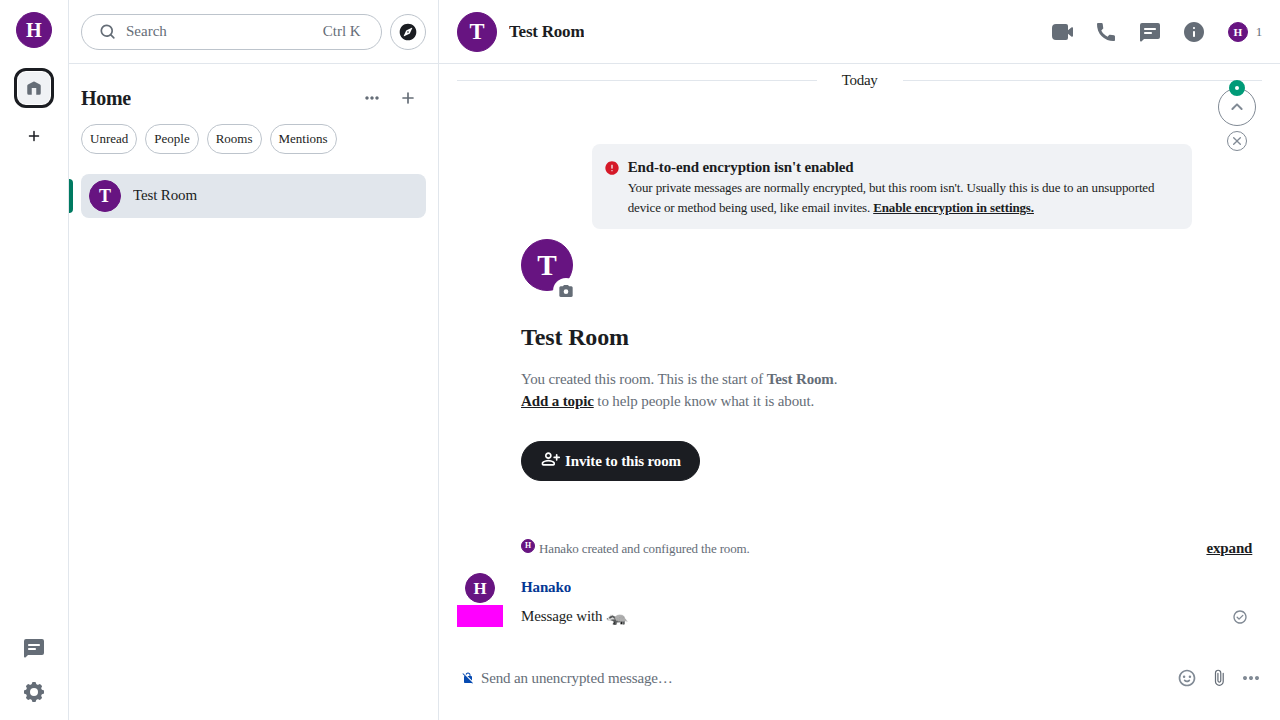 H
Search Ctrl K
Home
Unread People Rooms Mentions
T Test Room
T Test Room
H 1
Today
End-to-end encryption isn't enabled
Your private messages are normally encrypted, but this room isn't. Usually this is due to an unsupported
device or method being used, like email invites. Enable encryption in settings.
T
Test Room
You created this room. This is the start of Test Room.
Add a topic to help people know what it is about.
Invite to this room
H Hanako created and configured the room. expand
H Hanako
Message with 🦡
Send an unencrypted message…